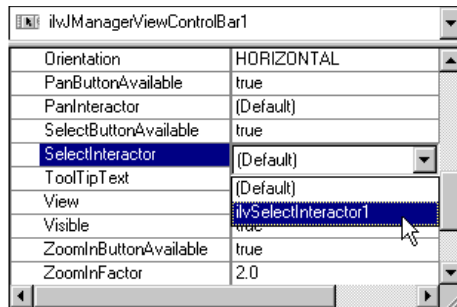 ilvJManagerViewControlBar1
Orientation HORIZONTAL
PanButtonAvailable true
PanInteractor (Default)
SelectButtonAvailable true
SelectInteractor (Default)
ToolTipText (Default)
View ilvSelectInteractor1
Visible true
ZoomInButtonAvailable true
ZoomInFactor 2.0